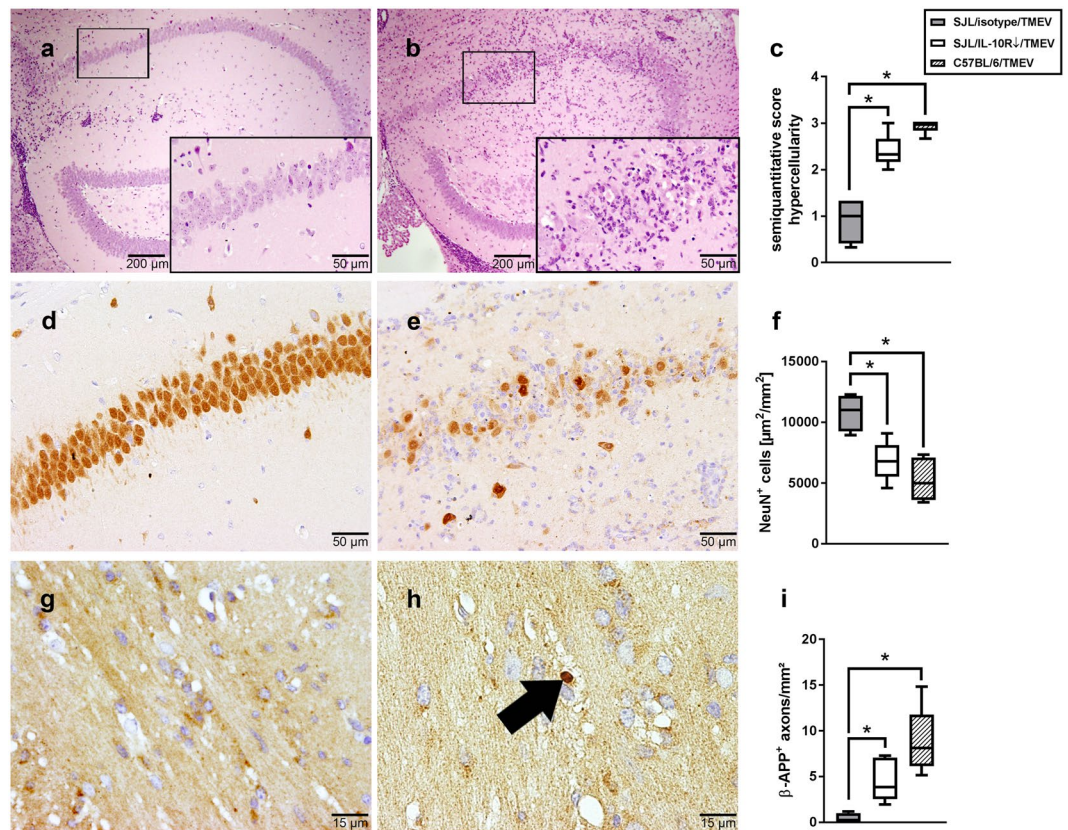 a
200 µm
50 µm
b
200 µm
50 µm
SJL/isotype/TMEV
SJL/IL-10R↓/TMEV
C57BL/6/TMEV
c
semiquantitative score
hypercellularity
4
3
2
1
0
*
*
d
50 µm
e
50 µm
f
NeuN⁺ cells [µm²/mm²]
15000
10000
5000
0
*
*
g
15 µm
h
15 µm
i
β-APP⁺ axons/mm²
20
15
10
5
0
*
*